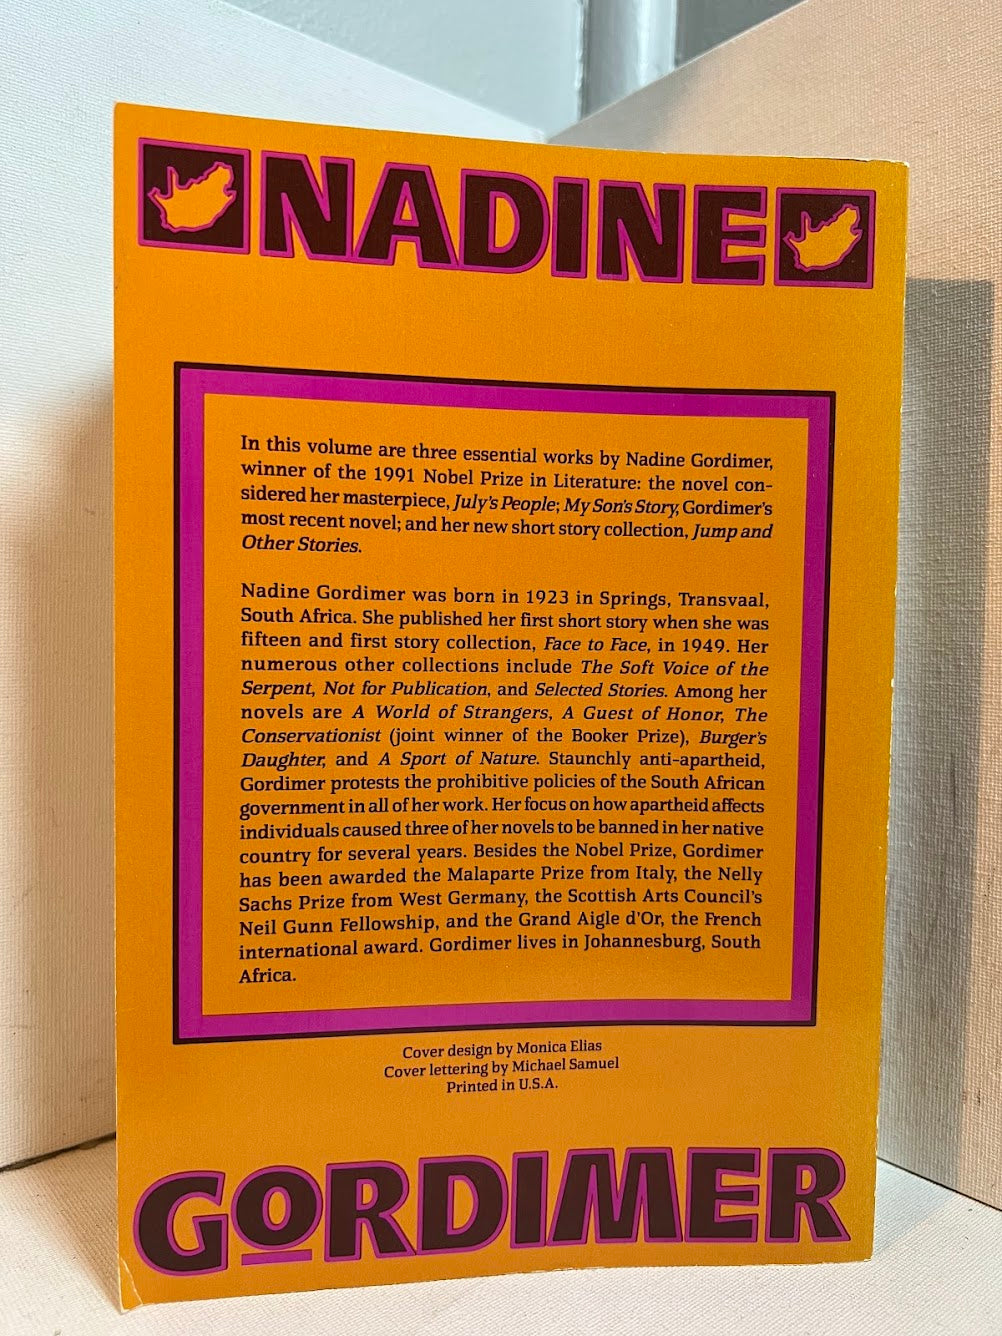 NADINE
In this volume are three essential works by Nadine Gordimer,
winner of the 1991 Nobel Prize in Literature: the novel con-
sidered her masterpiece, July's People; My Son's Story, Gordimer's
most recent novel; and her new short story collection, Jump and
Other Stories.
Nadine Gordimer was born in 1923 in Springs, Transvaal,
South Africa. She published her first short story when she was
fifteen and first story collection, Face to Face, in 1949. Her
numerous other collections include The Soft Voice of the
Serpent, Not for Publication, and Selected Stories. Among her
novels are A World of Strangers, A Guest of Honor, The
Conservationist (joint winner of the Booker Prize), Burger's
Daughter, and A Sport of Nature. Staunchly anti-apartheid,
Gordimer protests the prohibitive policies of the South African
government in all of her work. Her focus on how apartheid affects
individuals caused three of her novels to be banned in her native
country for several years. Besides the Nobel Prize, Gordimer
has been awarded the Malaparte Prize from Italy, the Nelly
Sachs Prize from West Germany, the Scottish Arts Council's
Neil Gunn Fellowship, and the Grand Aigle d'Or, the French
international award. Gordimer lives in Johannesburg, South
Africa.
Cover design by Monica Elias
Cover lettering by Michael Samuel
Printed in U.S.A.
GORDIMER